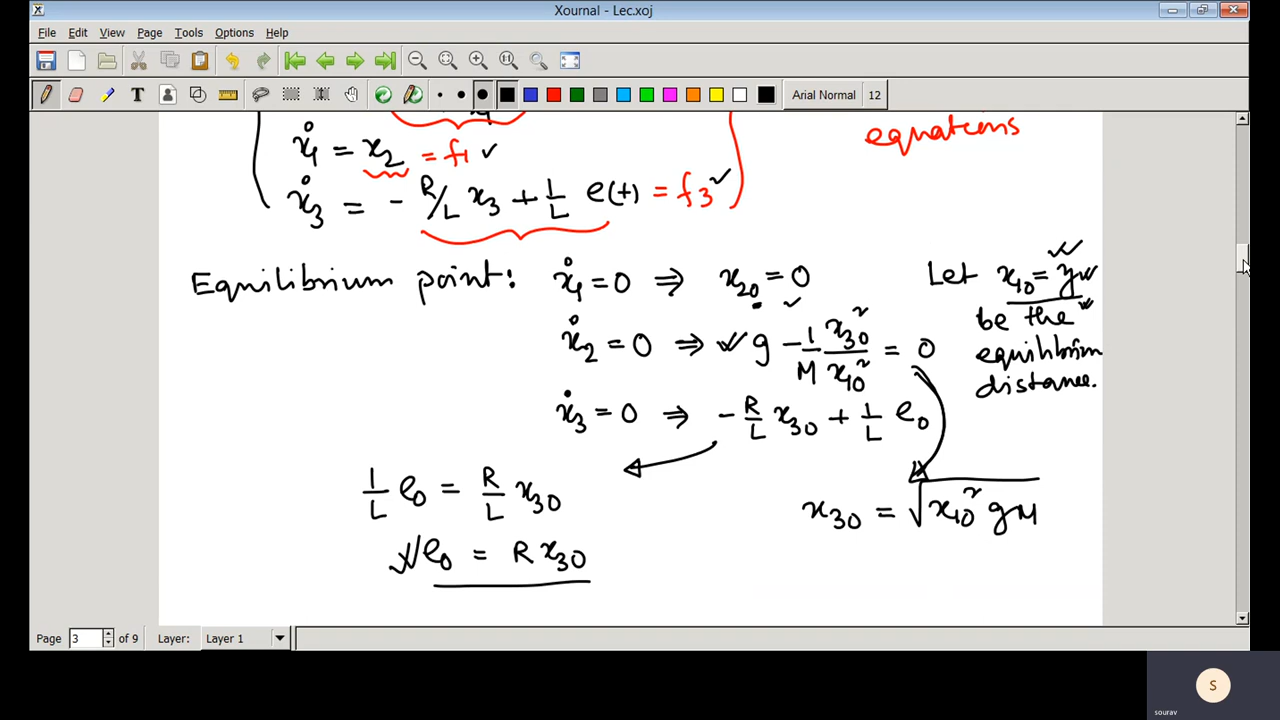 Xournal - Lec.xoj
File Edit View Page Tools Options Help
Arial Normal 12
equations
ẋ1 = x2 = f1 ✓
ẋ3 = - R/L x3 + 1/L e(t) = f3 ✓
Equilibrium point: ẋ1 = 0 ⇒ x20 = 0
Let x10 =
be the
equilibrium
distance.
ẋ2 = 0 ⇒ g - 1/M x30²/x10² = 0
ẋ3 = 0 ⇒ - R/L x30 + 1/L e0
1/L e0 = R/L x30
x30 = √(x10² g M)
e0 = R x30
Page 3 of 9 Layer: Layer 1
S
sourav